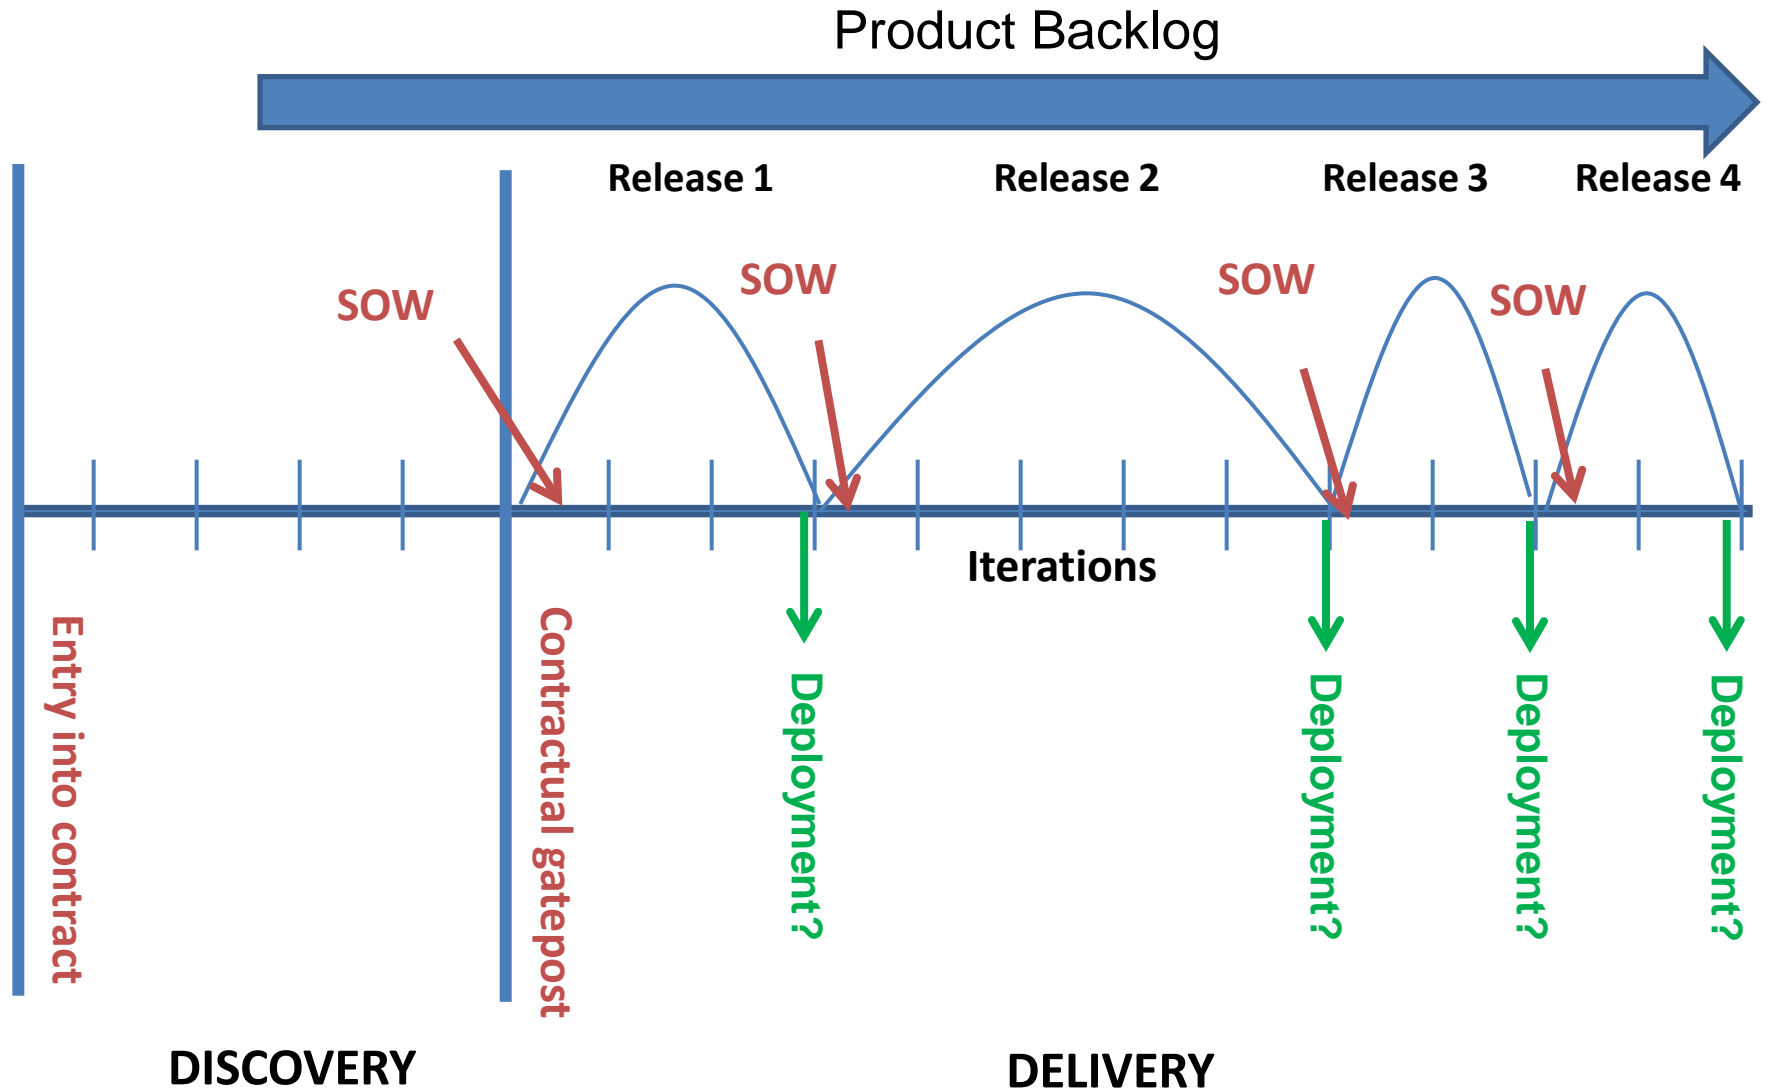 Product Backlog
Release 1
Release 2
Release 3
Release 4
SOW
SOW
SOW
SOW
Iterations
Entry into contract
Contractual gatepost
Deployment?
Deployment?
Deployment?
Deployment?
DISCOVERY
DELIVERY